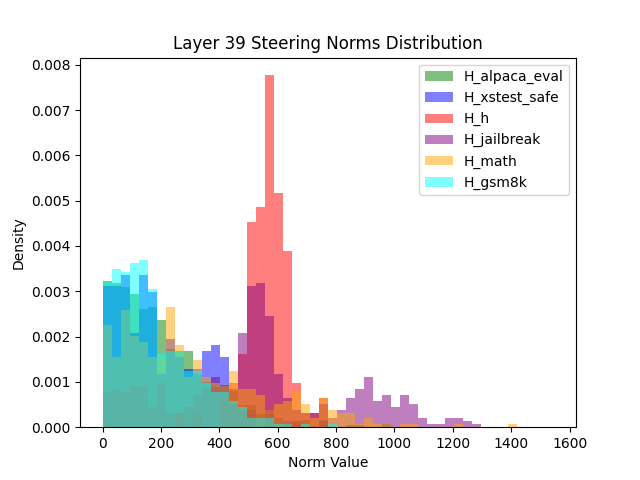 Layer 39 Steering Norms Distribution
Density
0.008
0.007
0.006
0.005
0.004
0.003
0.002
0.001
0.000
H_alpaca_eval
H_xstest_safe
H_h
H_jailbreak
H_math
H_gsm8k
0 200 400 600 800 1000 1200 1400 1600
Norm Value